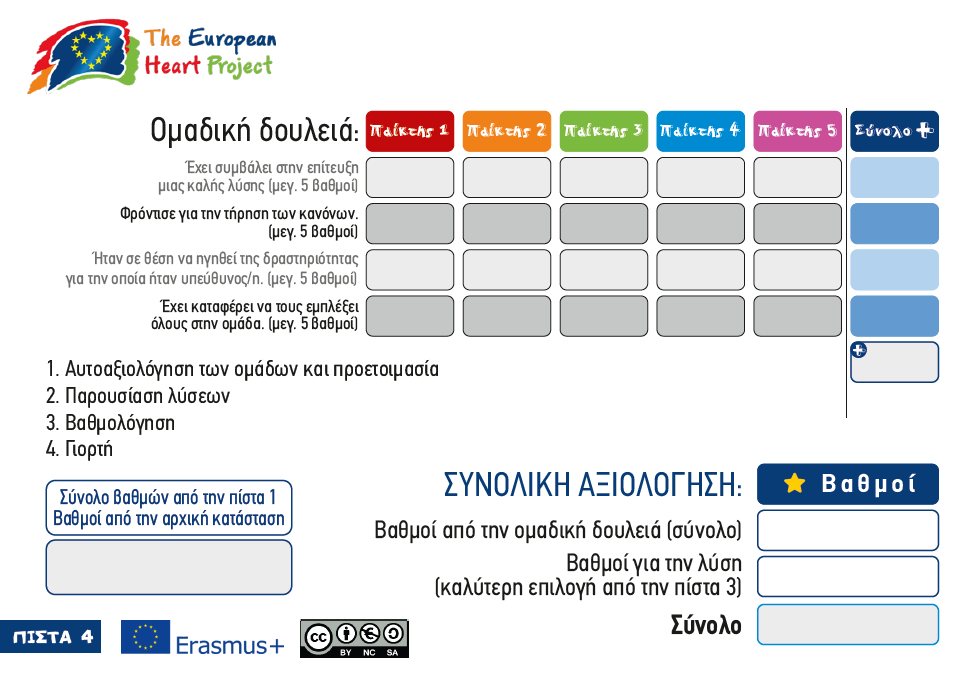 The European
Heart Project
Ομαδική δουλειά:
Παίκτης 1
Παίκτης 2
Παίκτης 3
Παίκτης 4
Παίκτης 5
Σύνολο
Έχει συμβάλει στην επίτευξη
μιας καλής λύσης (μεγ. 5 βαθμοί)
Φρόντισε για την τήρηση των κανόνων.
(μεγ. 5 βαθμοί)
Ήταν σε θέση να ηγηθεί της δραστηριότητας
για την οποία ήταν υπεύθυνος/η. (μεγ. 5 βαθμοί)
Έχει καταφέρει να τους εμπλέξει
όλους στην ομάδα. (μεγ. 5 βαθμοί)
1. Αυτοαξιολόγηση των ομάδων και προετοιμασία
2. Παρουσίαση λύσεων
3. Βαθμολόγηση
4. Γιορτή
Σύνολο βαθμών από την πίστα 1
Βαθμοί από την αρχική κατάσταση
ΣΥΝΟΛΙΚΗ ΑΞΙΟΛΟΓΗΣΗ:
Βαθμοί
Βαθμοί από την ομαδική δουλειά (σύνολο)
Βαθμοί για την λύση
(καλύτερη επιλογή από την πίστα 3)
Σύνολο
ΠΙΣΤΑ 4
Erasmus+
cc
BY NC SA